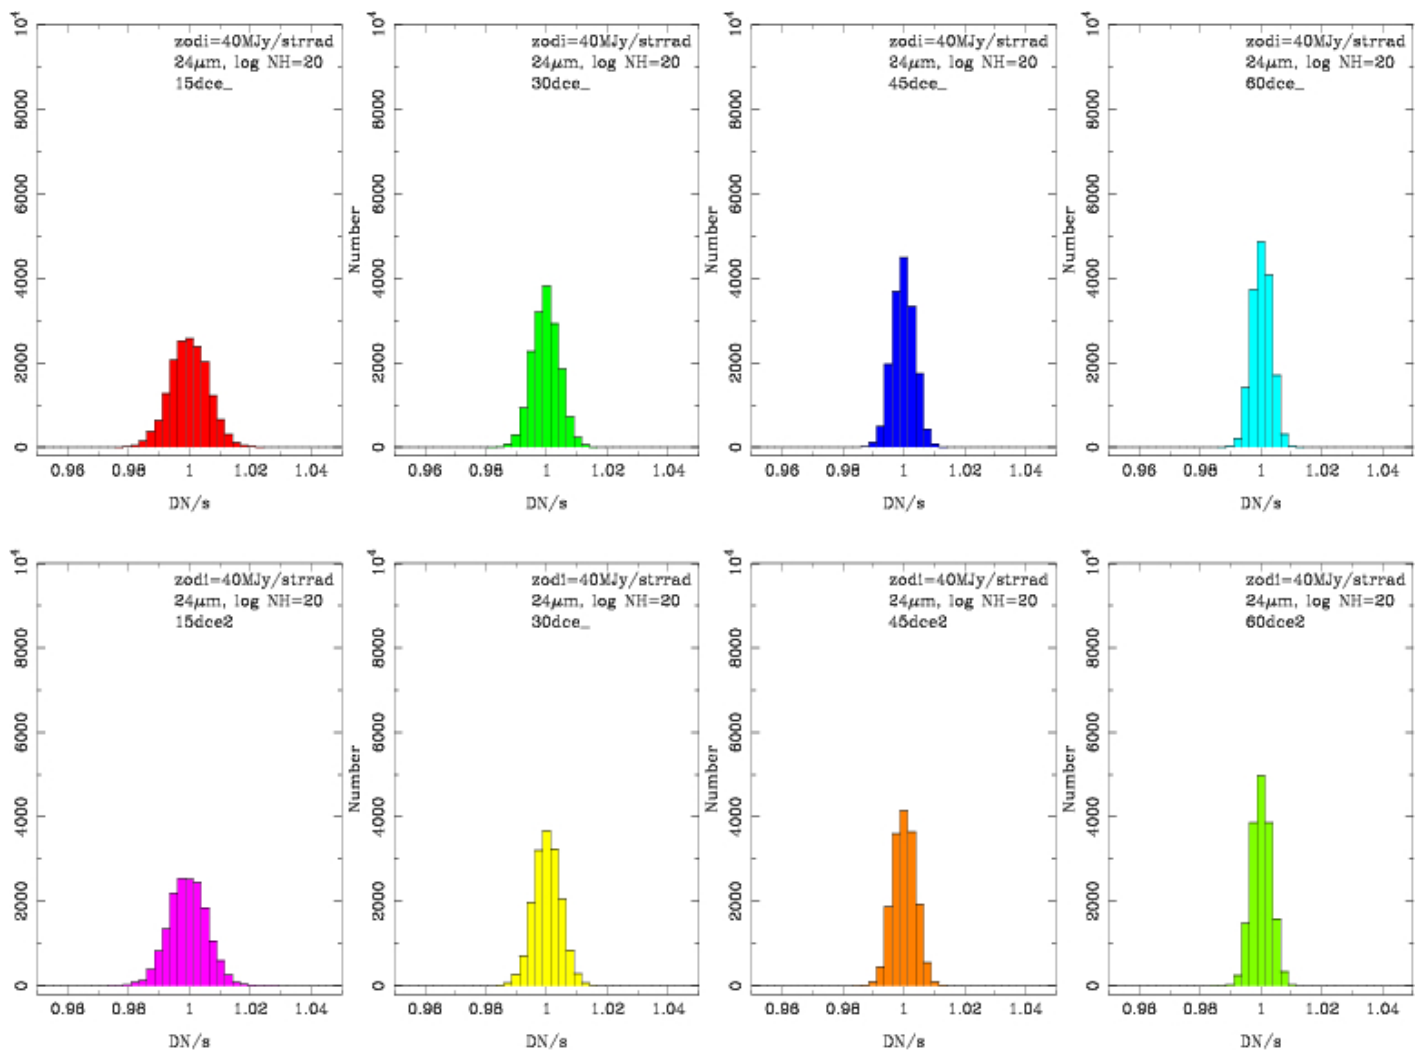 10⁴
8000
6000
4000
2000
0
zodi=40MJy/strrad
24μm, log NH=20
15dce_
0.96 0.98 1 1.02 1.04
DN/s
Number
10⁴
8000
6000
4000
2000
0
zodi=40MJy/strrad
24μm, log NH=20
30dce_
0.96 0.98 1 1.02 1.04
DN/s
Number
10⁴
8000
6000
4000
2000
0
zodi=40MJy/strrad
24μm, log NH=20
45dce_
0.96 0.98 1 1.02 1.04
DN/s
Number
10⁴
8000
6000
4000
2000
0
zodi=40MJy/strrad
24μm, log NH=20
60dce_
0.96 0.98 1 1.02 1.04
DN/s
10⁴
8000
6000
4000
2000
0
zodi=40MJy/strrad
24μm, log NH=20
15dce2
0.96 0.98 1 1.02 1.04
DN/s
Number
10⁴
8000
6000
4000
2000
0
zodi=40MJy/strrad
24μm, log NH=20
30dce_
0.96 0.98 1 1.02 1.04
DN/s
Number
10⁴
8000
6000
4000
2000
0
zodi=40MJy/strrad
24μm, log NH=20
45dce2
0.96 0.98 1 1.02 1.04
DN/s
Number
10⁴
8000
6000
4000
2000
0
zodi=40MJy/strrad
24μm, log NH=20
60dce2
0.96 0.98 1 1.02 1.04
DN/s